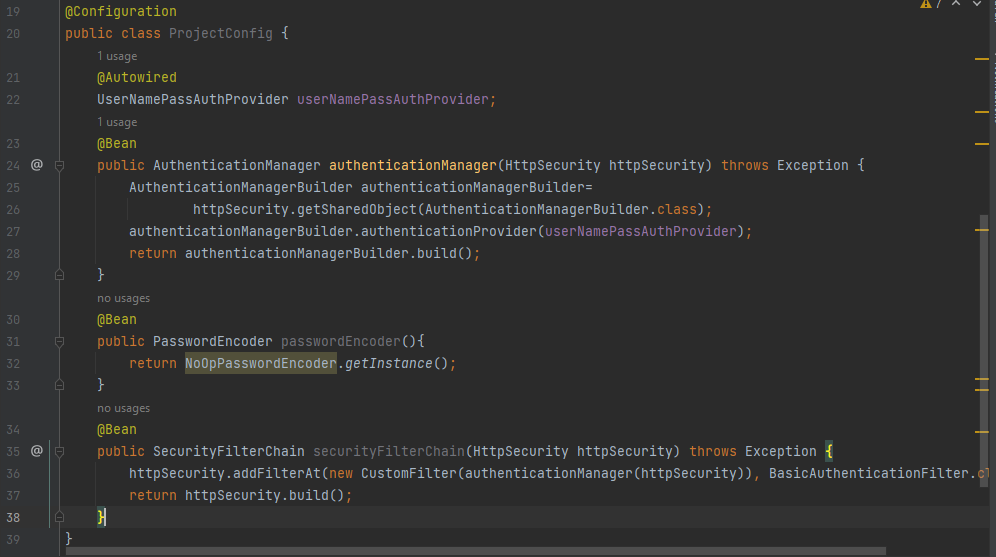 7
19 @Configuration
20 public class ProjectConfig {
1 usage
21 @Autowired
22 UserNamePassAuthProvider userNamePassAuthProvider;
1 usage
23 @Bean
24 @ public AuthenticationManager authenticationManager(HttpSecurity httpSecurity) throws Exception {
25 AuthenticationManagerBuilder authenticationManagerBuilder=
26 httpSecurity.getSharedObject(AuthenticationManagerBuilder.class);
27 authenticationManagerBuilder.authenticationProvider(userNamePassAuthProvider);
28 return authenticationManagerBuilder.build();
29 }
no usages
30 @Bean
31 public PasswordEncoder passwordEncoder(){
32 return NoOpPasswordEncoder.getInstance();
33 }
no usages
34 @Bean
35 @ public SecurityFilterChain securityFilterChain(HttpSecurity httpSecurity) throws Exception {
36 httpSecurity.addFilterAt(new CustomFilter(authenticationManager(httpSecurity)), BasicAuthenticationFilter.cl
37 return httpSecurity.build();
38 }
39 }